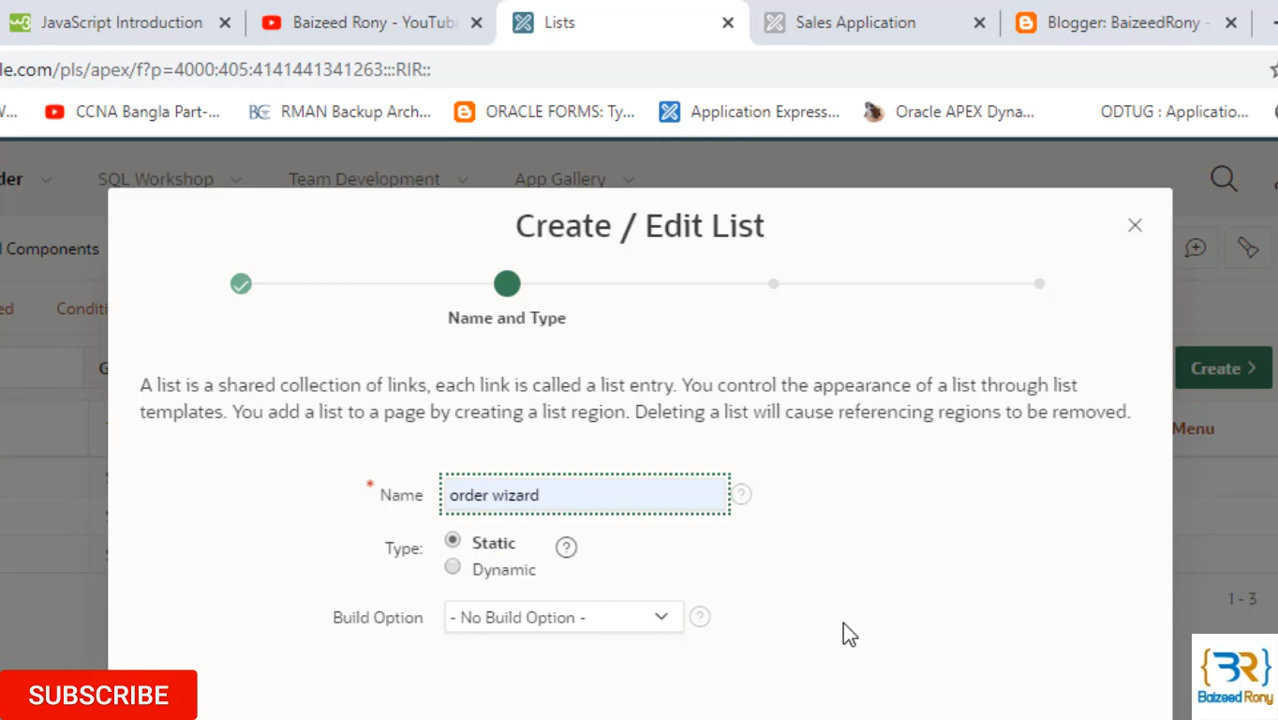 JavaScript Introduction
Baizeed Rony - YouTub
Lists
Sales Application
Blogger: BaizeedRony -
le.com/pls/apex/f?p=4000:405:4141441341263:::RIR::
W...
CCNA Bangla Part-...
RMAN Backup Arch...
ORACLE FORMS: Ty...
Application Express...
Oracle APEX Dyna...
ODTUG : Applicatio...
der
SQL Workshop
Team Development
App Gallery
Create / Edit List
d Components
Name and Type
ed
Conditi
G
Create >
A list is a shared collection of links, each link is called a list entry. You control the appearance of a list through list
templates. You add a list to a page by creating a list region. Deleting a list will cause referencing regions to be removed.
Menu
* Name
order wizard
?
Type:
Static
?
Dynamic
Build Option
- No Build Option -
?
1 - 3
SUBSCRIBE
{BR}
Baizeed Rony